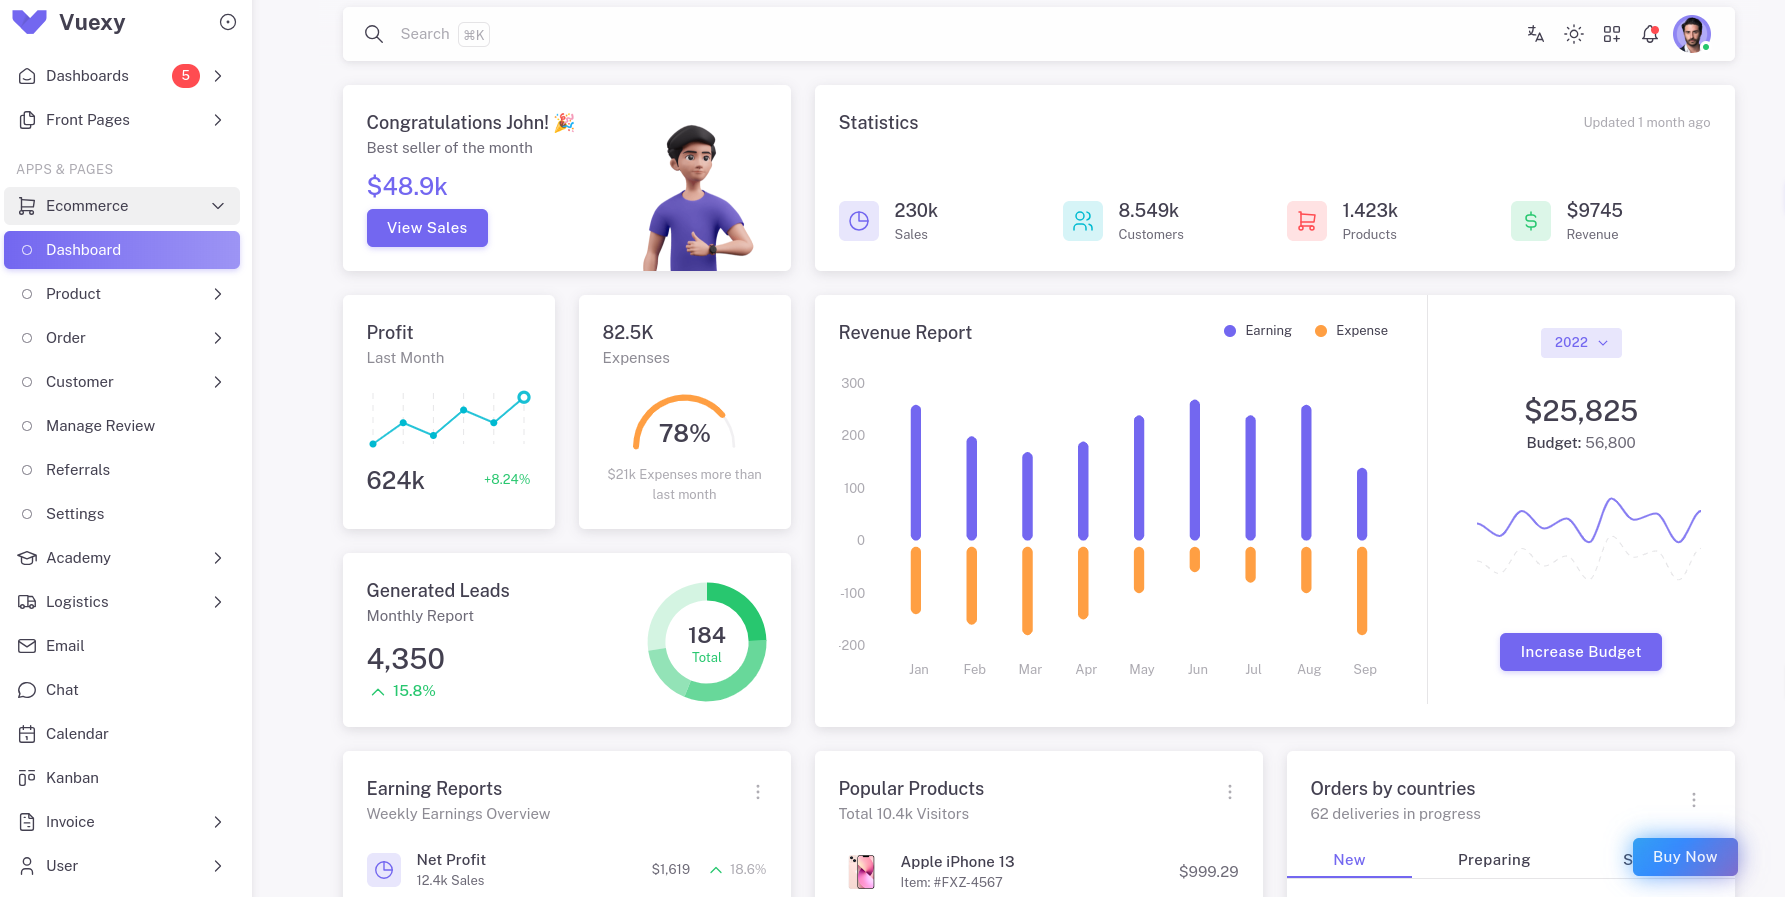 Vuexy
Dashboards 5
Front Pages
APPS & PAGES
Ecommerce
Dashboard
Product
Order
Customer
Manage Review
Referrals
Settings
Academy
Logistics
Email
Chat
Calendar
Kanban
Invoice
User
Search ⌘K
Congratulations John! 🎉
Best seller of the month
$48.9k
View Sales
Statistics
Updated 1 month ago
230k
Sales
8.549k
Customers
1.423k
Products
$9745
Revenue
Profit
Last Month
624k +8.24%
82.5K
Expenses
78%
$21k Expenses more than
last month
Generated Leads
Monthly Report
4,350
15.8%
184
Total
Revenue Report
Earning Expense
300
200
100
0
-100
-200
Jan Feb Mar Apr May Jun Jul Aug Sep
2022
$25,825
Budget: 56,800
Increase Budget
Earning Reports
Weekly Earnings Overview
Net Profit
12.4k Sales
$1,619 18.6%
Popular Products
Total 10.4k Visitors
Apple iPhone 13
Item: #FXZ-4567
$999.29
Orders by countries
62 deliveries in progress
New Preparing S
Buy Now